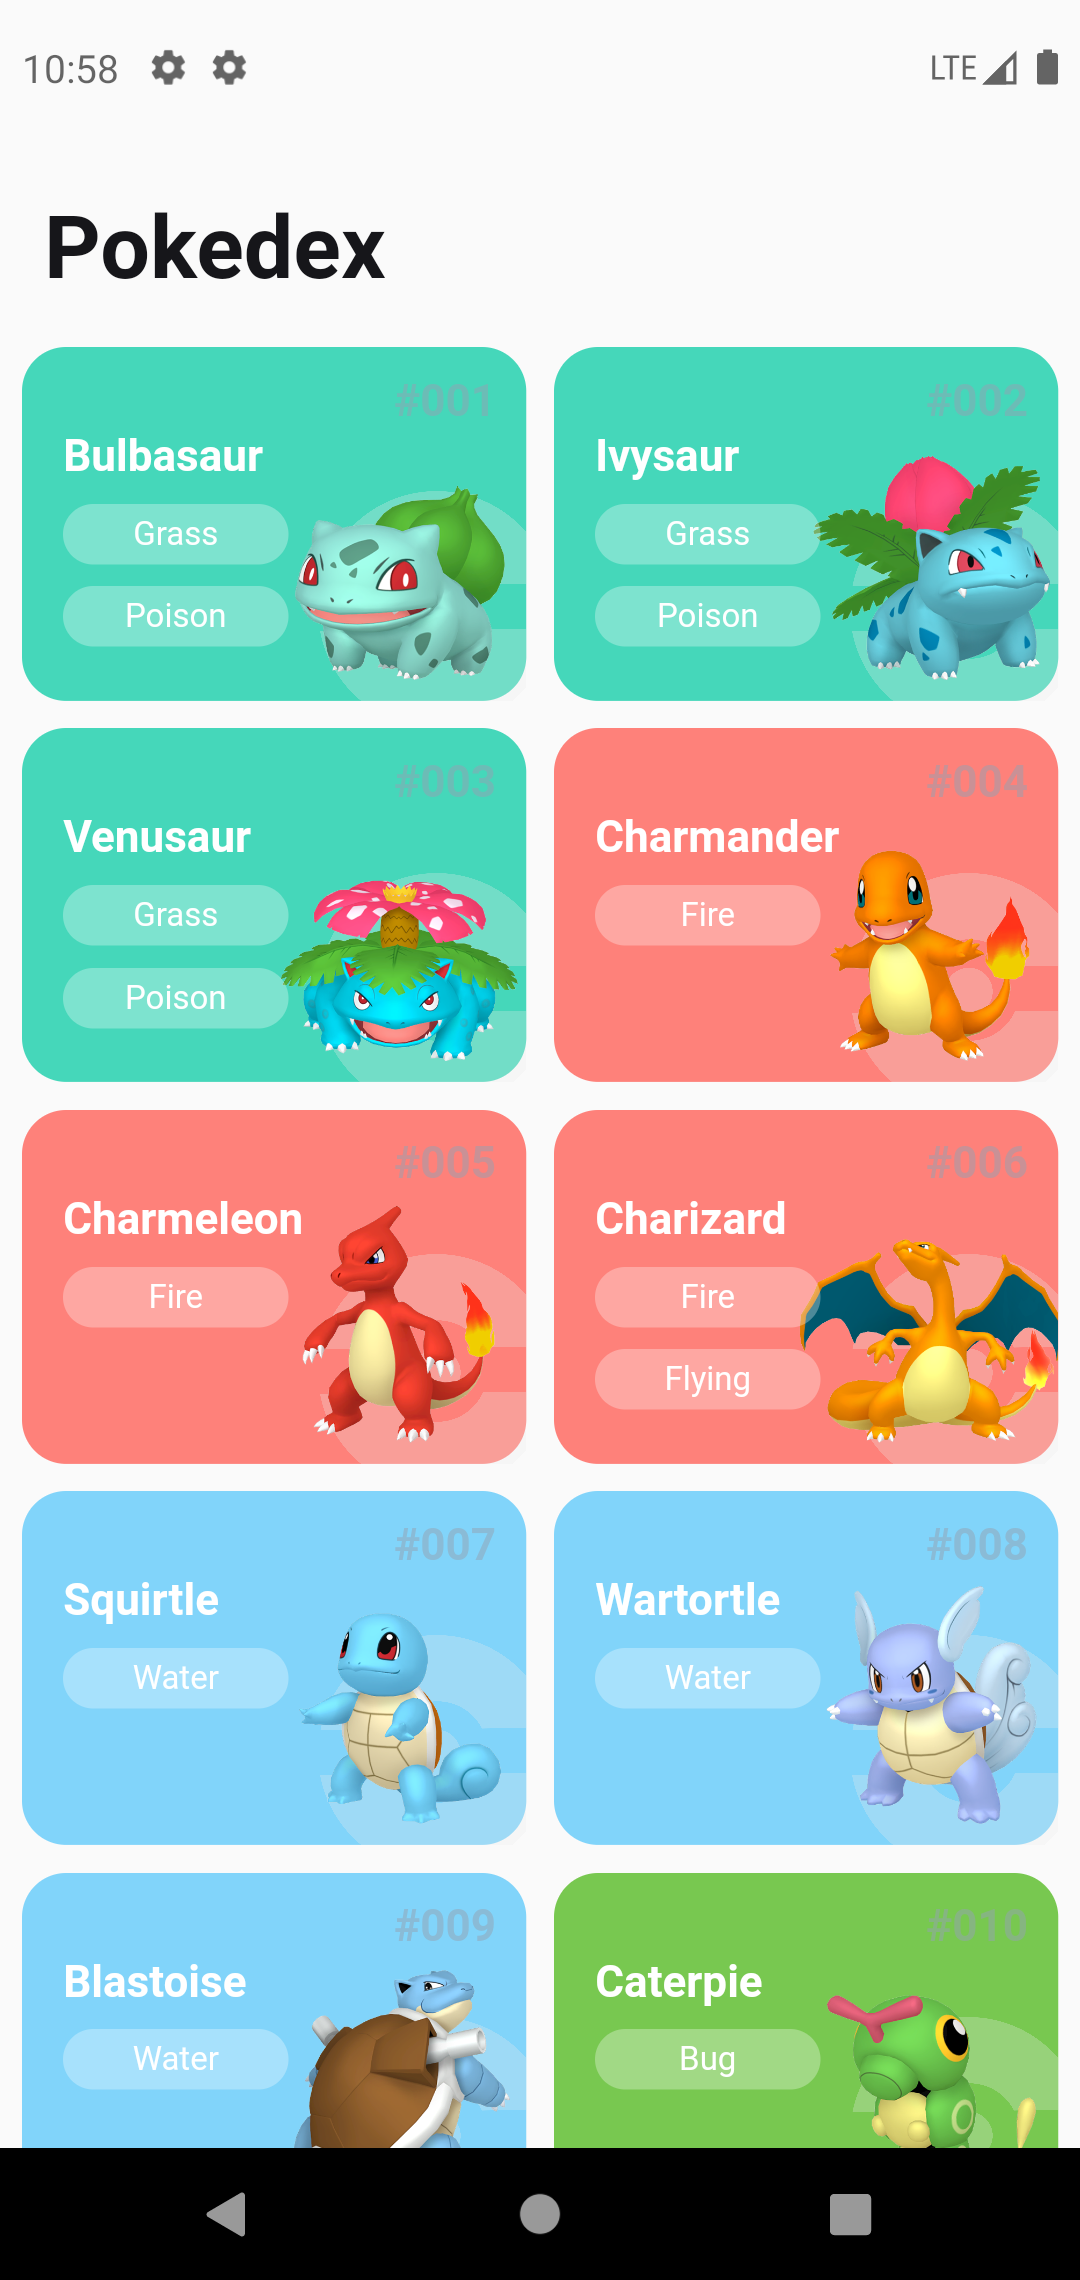 10:58
LTE
Pokedex
#001
Bulbasaur
Grass
Poison
#002
Ivysaur
Grass
Poison
#003
Venusaur
Grass
Poison
#004
Charmander
Fire
#005
Charmeleon
Fire
#006
Charizard
Fire
Flying
#007
Squirtle
Water
#008
Wartortle
Water
#009
Blastoise
Water
#010
Caterpie
Bug